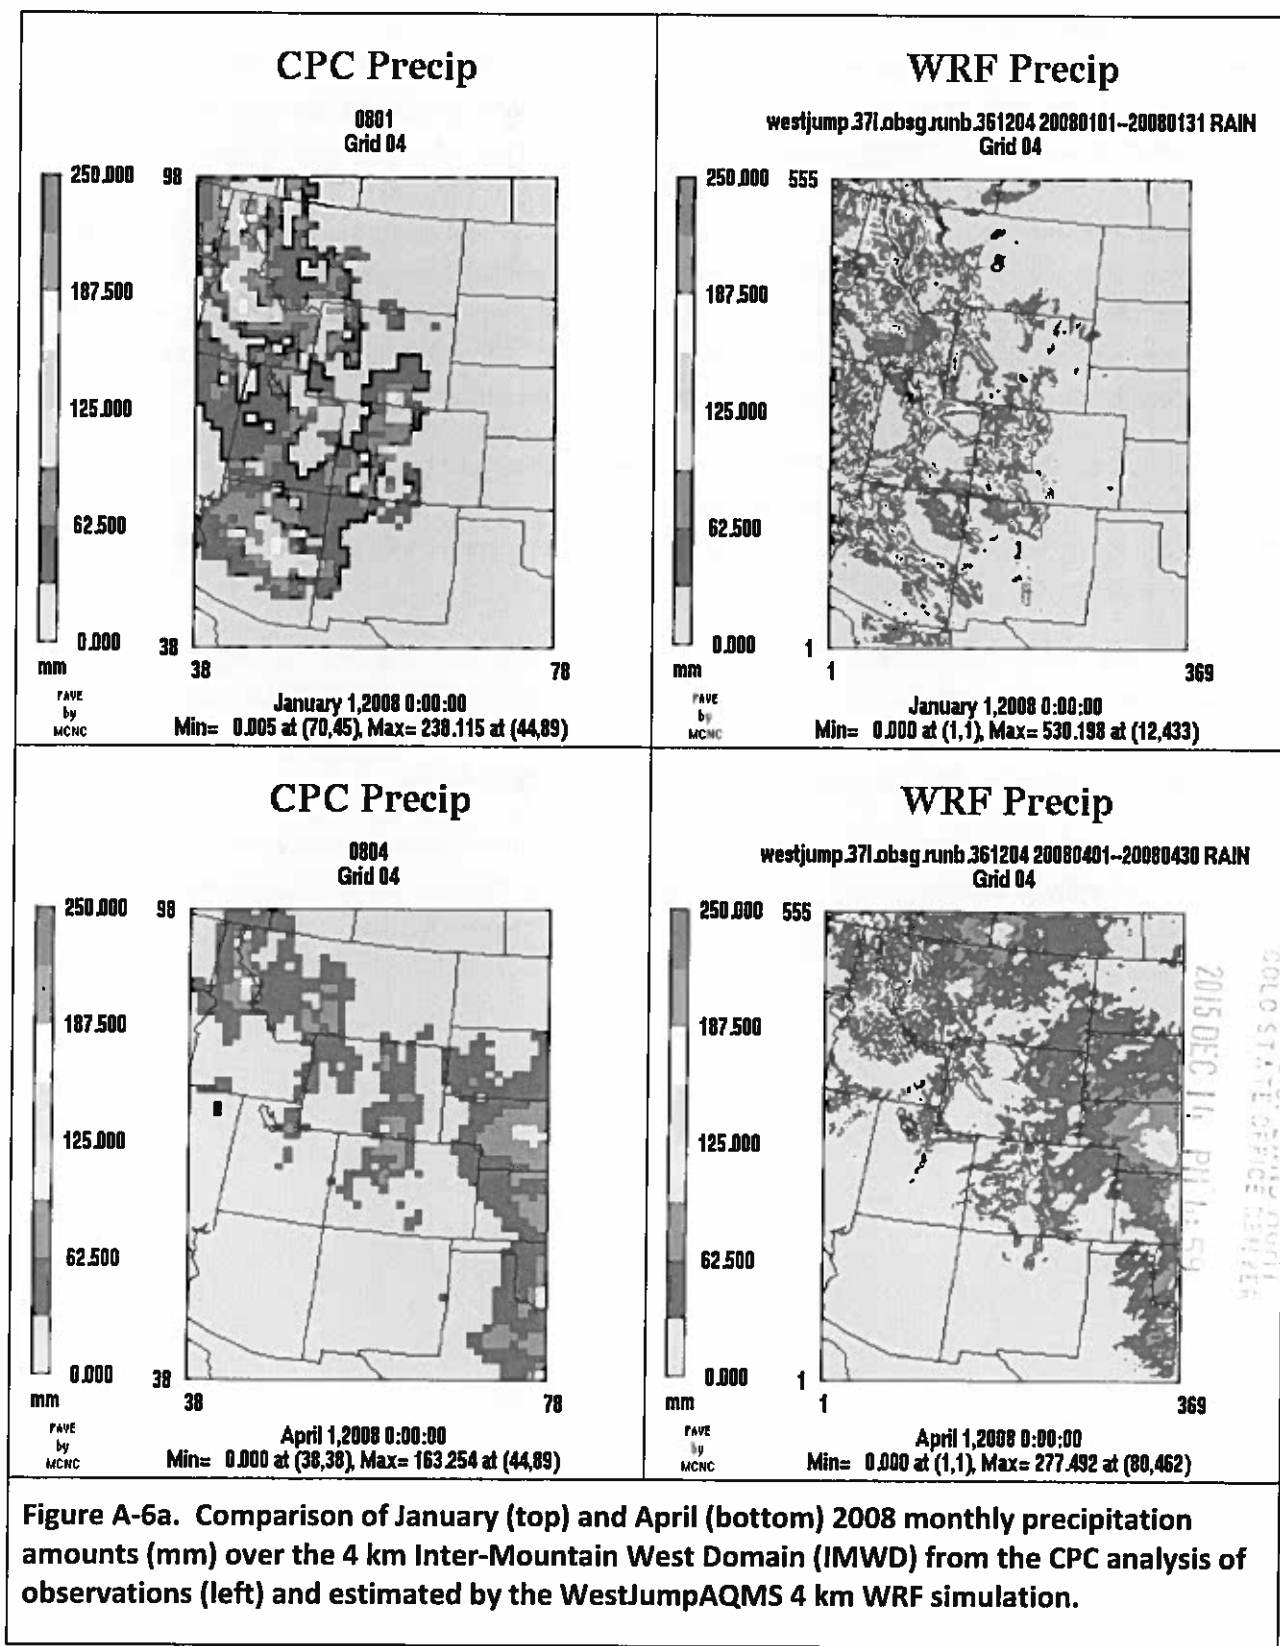 CPC Precip
0801
Grid 04
250.000
98
187.500
125.000
62.500
0.000
38
mm
38
78
PAVE
by
MCNC
January 1,2008 0:00:00
Min= 0.005 at (70,45), Max= 238.115 at (44,89)
WRF Precip
westjump.37l.obsg.runb.361204 20080101-20080131 RAIN
Grid 04
250.000
555
187.500
125.000
62.500
0.000
1
mm
1
369
PAVE
by
MCNC
January 1,2008 0:00:00
Min= 0.000 at (1,1), Max= 530.198 at (12,433)
CPC Precip
0804
Grid 04
250.000
98
187.500
125.000
62.500
0.000
38
mm
38
78
PAVE
by
MCNC
April 1,2008 0:00:00
Min= 0.000 at (38,38), Max= 163.254 at (44,89)
WRF Precip
westjump.37l.obsg.runb.361204 20080401-20080430 RAIN
Grid 04
250.000
555
187.500
125.000
62.500
0.000
1
mm
1
369
PAVE
by
MCNC
April 1,2008 0:00:00
Min= 0.000 at (1,1), Max= 277.492 at (80,462)
COLO STATE OFFICE DENVER
2015 DEC 14 PM 1:59
Figure A-6a. Comparison of January (top) and April (bottom) 2008 monthly precipitation
amounts (mm) over the 4 km Inter-Mountain West Domain (IMWD) from the CPC analysis of
observations (left) and estimated by the WestJumpAQMS 4 km WRF simulation.